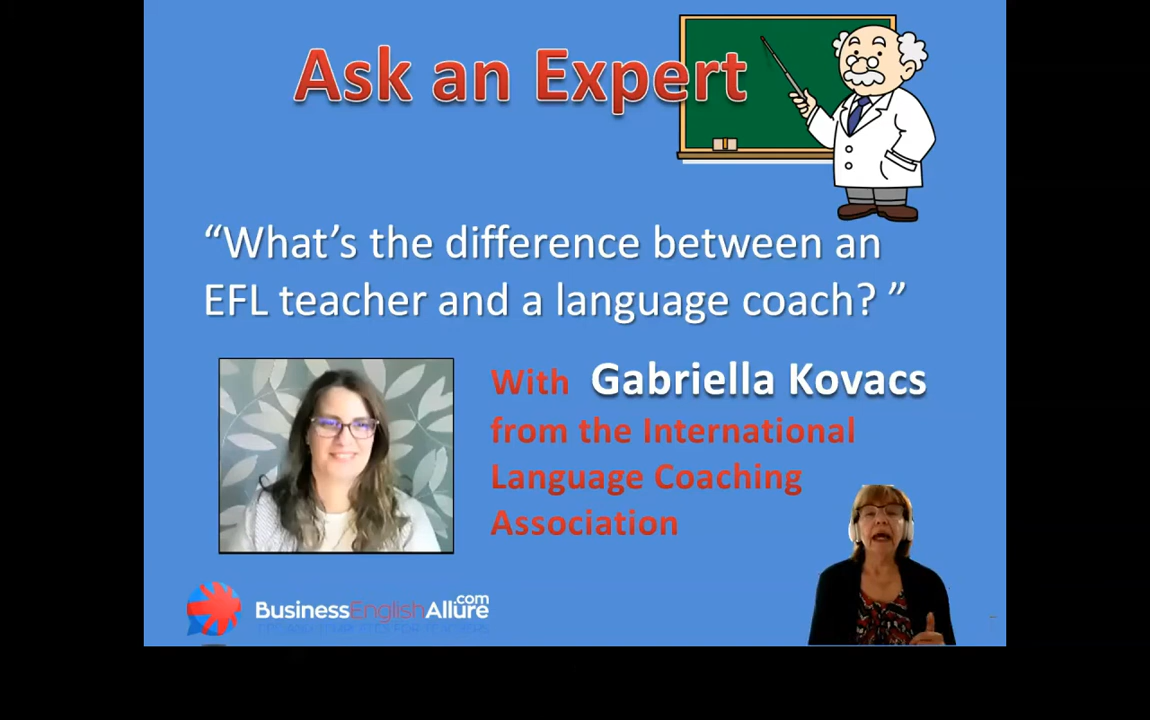 Ask an Expert
“What’s the difference between an
EFL teacher and a language coach? ”
With Gabriella Kovacs
from the International
Language Coaching
Association
BusinessEnglishAllure.com